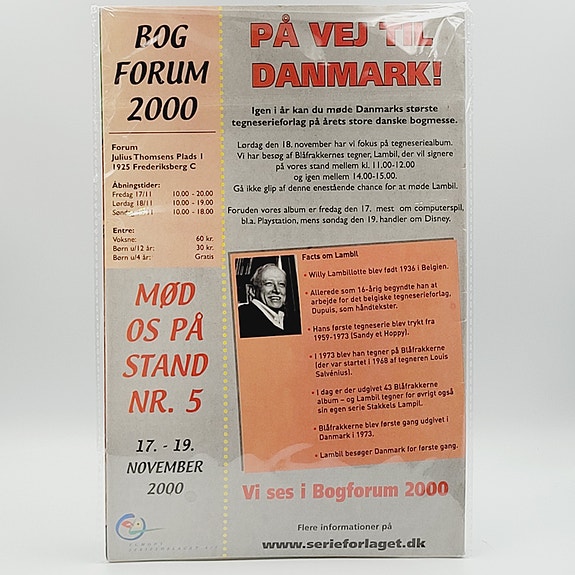 BOG
FORUM
2000
Forum
Julius Thomsens Plads 1
1925 Frederiksberg C
Åbningstider:
Fredag 17/11 10.00 - 20.00
Lørdag 18/11 10.00 - 19.00
Søndag 19/11 10.00 - 18.00
Entre:
Voksne: 60 kr.
Børn u/12 år: 30 kr.
Børn u/4 år: Gratis
MØD
OS PÅ
STAND
NR. 5
17. - 19.
NOVEMBER
2000
PÅ VEJ TIL
DANMARK!
Igen i år kan du møde Danmarks største
tegneserieforlag på årets store danske bogmesse.
Lørdag den 18. november har vi fokus på tegneseriealbum.
Vi har besøg af Blåfrakkernes tegner, Lambil, der vil signere
på vores stand mellem kl. 11.00-12.00
og igen mellem 14.00-15.00.
Gå ikke glip af denne enestående chance for at møde Lambil.
Foruden vores album er fredag den 17. mest om computerspil,
bl.a. Playstation, mens søndag den 19. handler om Disney.
Facts om Lambil
• Willy Lambillotte blev født 1936 i Belgien.
• Allerede som 16-årig begyndte han at
arbejde for det belgiske tegneserieforlag,
Dupuis, som håndtekster.
• Hans første tegneserie blev trykt fra
1959-1973 (Sandy et Hoppy).
• I 1973 blev han tegner på Blåfrakkerne
(der var startet i 1968 af tegneren Louis
Salvénius).
• I dag er der udgivet 43 Blåfrakkerne
album – og Lambil tegner for øvrigt også
sin egen serie Stakkels Lampil.
• Blåfrakkerne blev første gang udgivet i
Danmark i 1973.
• Lambil besøger Danmark for første gang.
Vi ses i Bogforum 2000
Flere informationer på
www.serieforlaget.dk